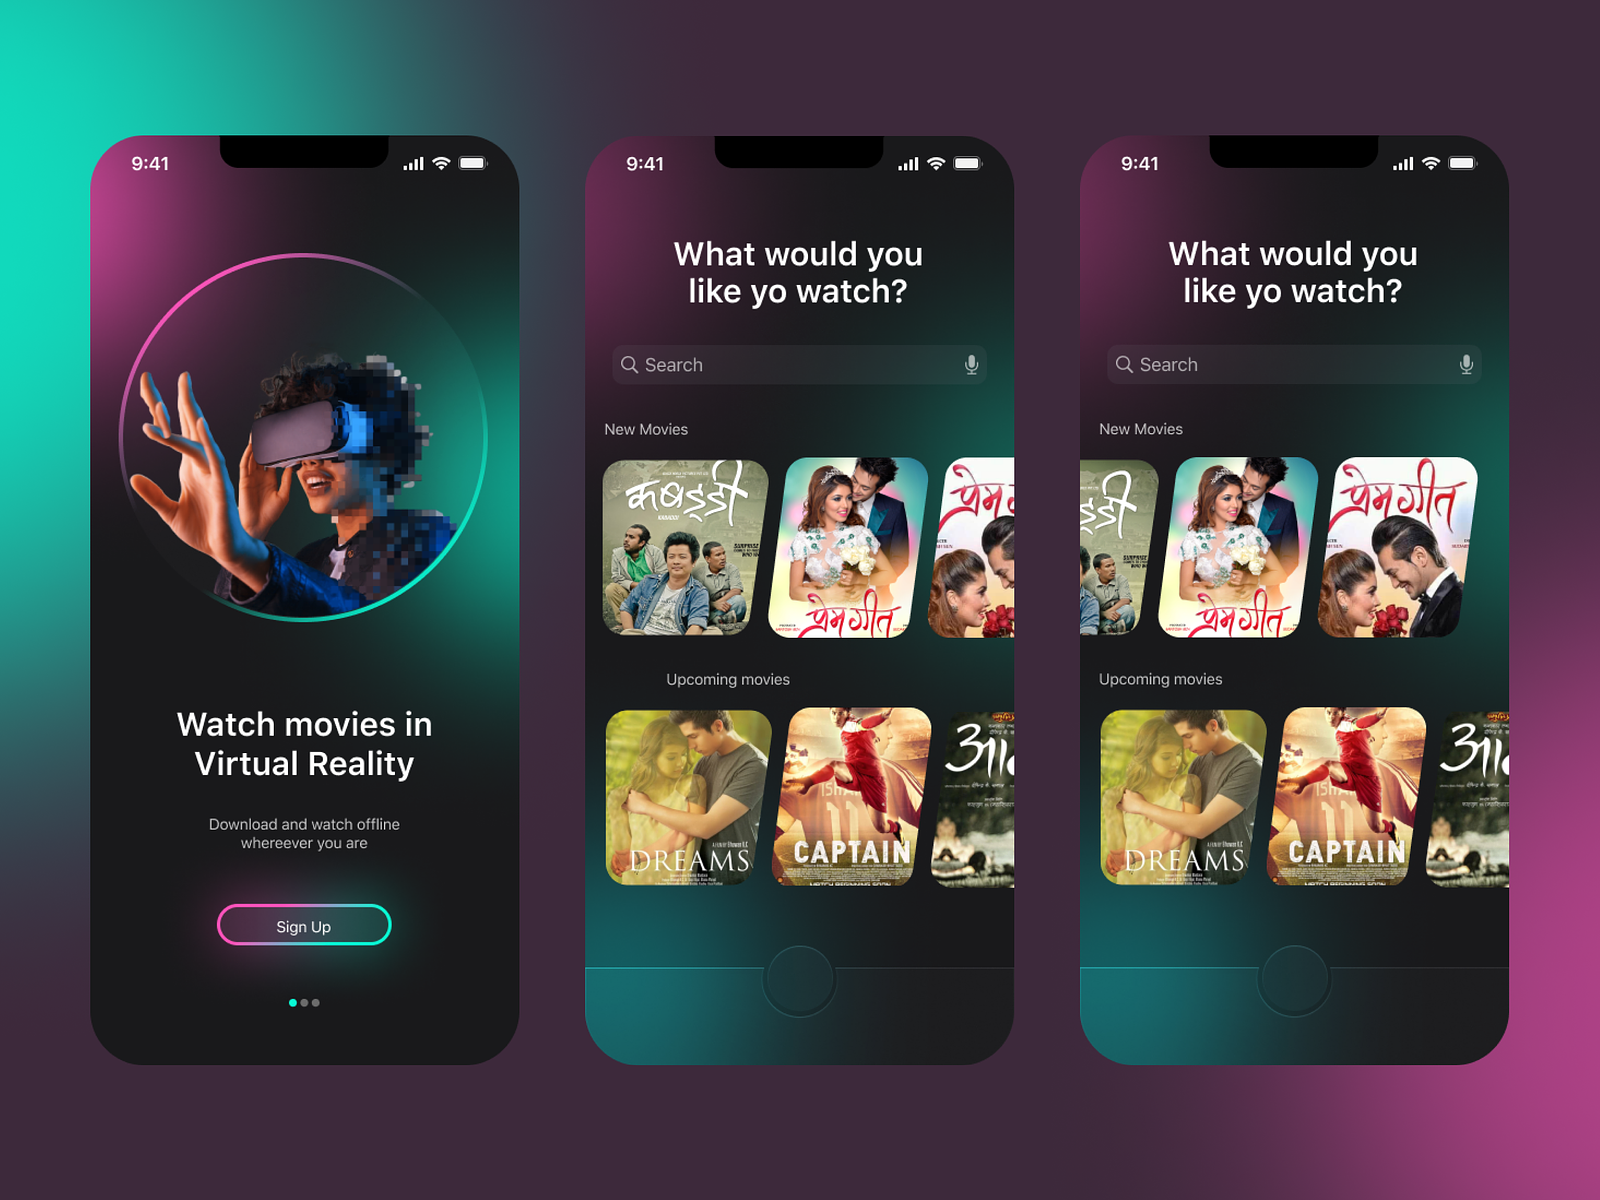 9:41
Watch movies in
Virtual Reality
Download and watch offline
whereever you are
Sign Up
9:41
What would you
like yo watch?
Search
New Movies
कबड्डी
KABADDI
SURPRISE
प्रेम गीत
Upcoming movies
DREAMS
CAPTAIN
9:41
What would you
like yo watch?
Search
New Movies
प्रेम गीत
प्रेम गीत
Upcoming movies
DREAMS
CAPTAIN